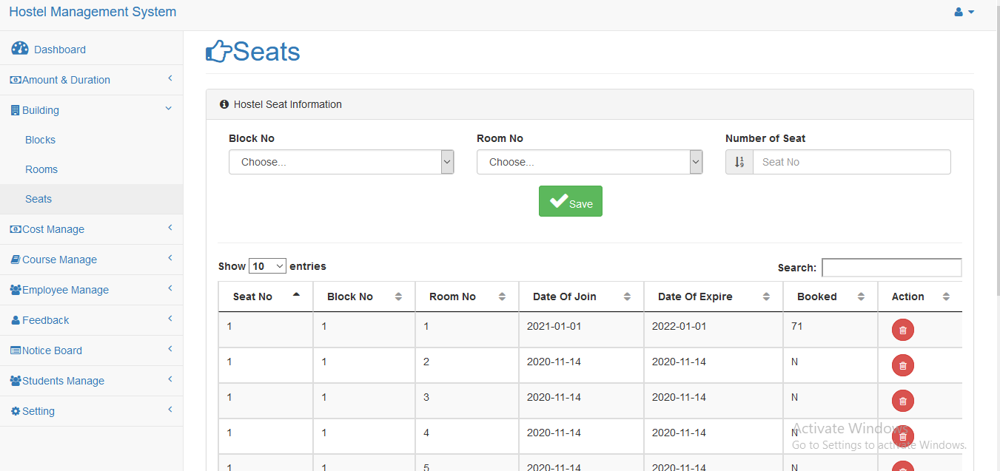 Hostel Management System
Dashboard
Amount & Duration
Building
Blocks
Rooms
Seats
Cost Manage
Course Manage
Employee Manage
Feedback
Notice Board
Students Manage
Setting
Seats
Hostel Seat Information
Block No Room No Number of Seat
Choose... Choose... Seat No
Save
Show 10 entries Search:
Seat No Block No Room No Date Of Join Date Of Expire Booked Action
1 1 1 2021-01-01 2022-01-01 71
1 1 2 2020-11-14 2020-11-14 N
1 1 3 2020-11-14 2020-11-14 N
1 1 4 2020-11-14 2020-11-14 N
1 1 5 2020-11-14 2020-11-14 N
Activate Windows
Go to Settings to activate Windows.